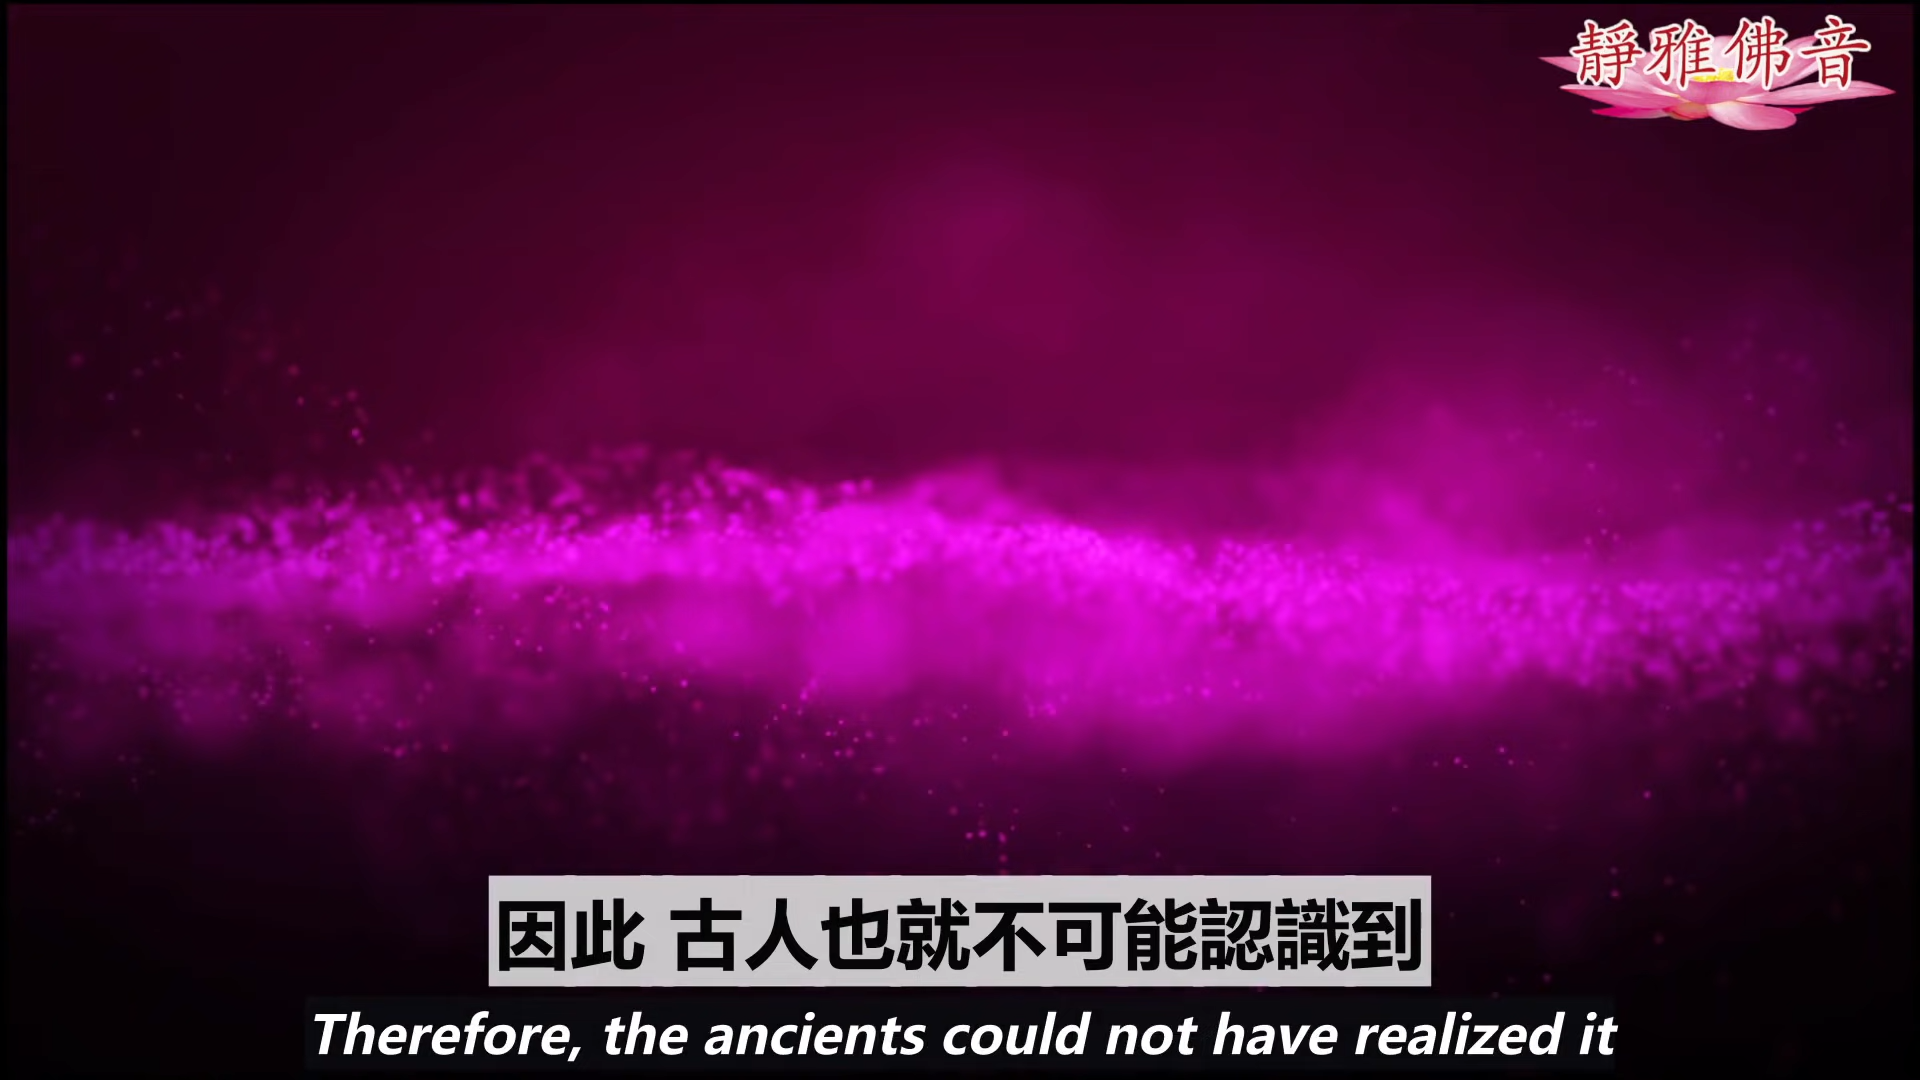 靜雅佛音
因此 古人也就不可能認識到
Therefore, the ancients could not have realized it